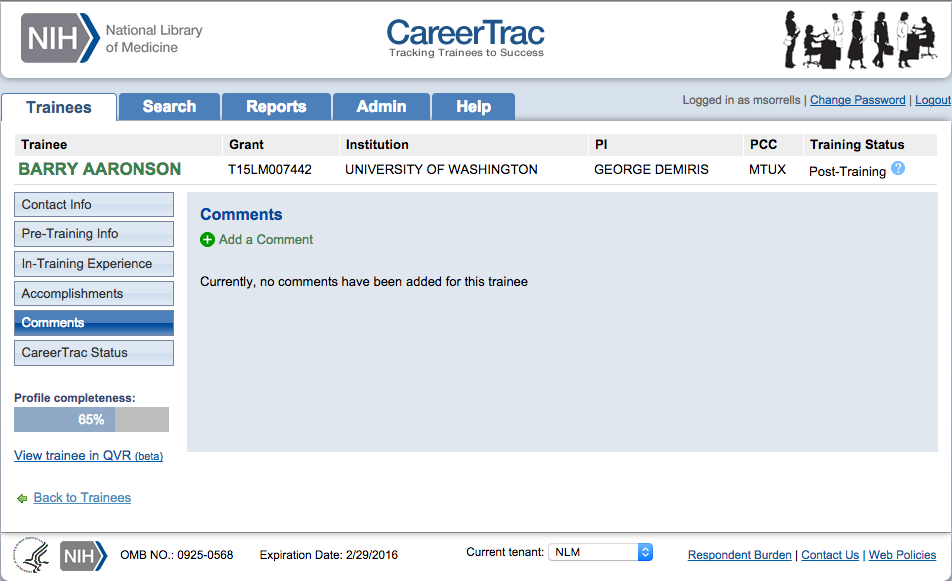 NIH National Library of Medicine
CareerTrac
Tracking Trainees to Success
Trainees Search Reports Admin Help
Logged in as msorrells | Change Password | Logout
Trainee Grant Institution PI PCC Training Status
BARRY AARONSON T15LM007442 UNIVERSITY OF WASHINGTON GEORGE DEMIRIS MTUX Post-Training ?
Contact Info
Pre-Training Info
In-Training Experience
Accomplishments
Comments
CareerTrac Status
Profile completeness:
65%
View trainee in QVR (beta)
Back to Trainees
Comments
Add a Comment
Currently, no comments have been added for this trainee
NIH OMB NO.: 0925-0568 Expiration Date: 2/29/2016 Current tenant: NLM Respondent Burden | Contact Us | Web Policies